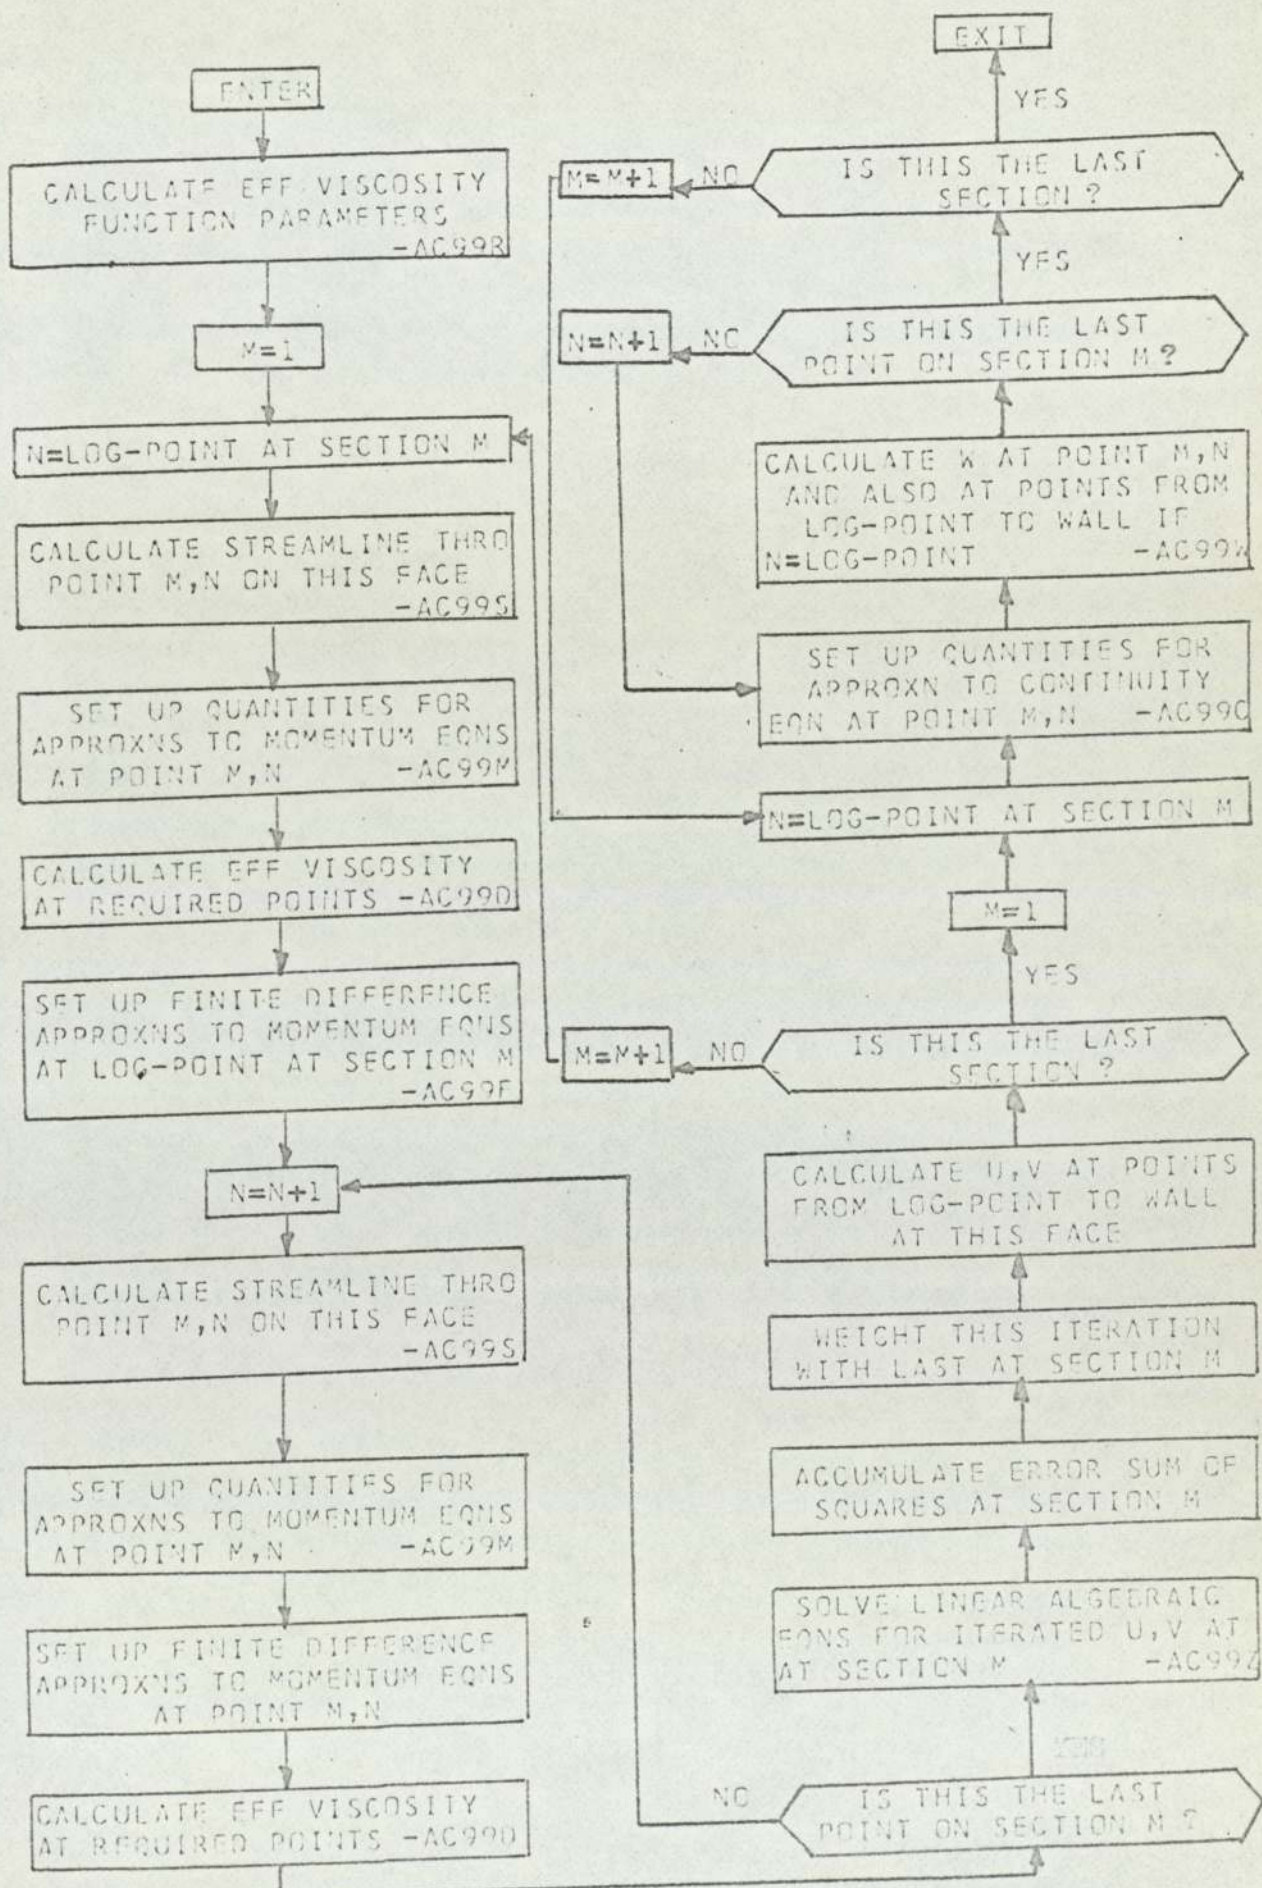 ENTER
CALCULATE EFF VISCOSITY
FUNCTION PARAMETERS
-AC99R
M=1
N=LOG-POINT AT SECTION M
CALCULATE STREAMLINE THRO
POINT M,N ON THIS FACE
-AC99S
SET UP QUANTITIES FOR
APPROXNS TO MOMENTUM EQNS
AT POINT M,N -AC99M
CALCULATE EFF VISCOSITY
AT REQUIRED POINTS -AC99D
SET UP FINITE DIFFERENCE
APPROXNS TO MOMENTUM EQNS
AT LOG-POINT AT SECTION M
-AC99F
N=N+1
CALCULATE STREAMLINE THRO
POINT M,N ON THIS FACE
-AC99S
SET UP QUANTITIES FOR
APPROXNS TO MOMENTUM EQNS
AT POINT M,N -AC99M
SET UP FINITE DIFFERENCE
APPROXNS TO MOMENTUM EQNS
AT POINT M,N
CALCULATE EFF VISCOSITY
AT REQUIRED POINTS -AC99D
EXIT
YES
M=M+1 NO
IS THIS THE LAST
SECTION ?
YES
N=N+1 NO
IS THIS THE LAST
POINT ON SECTION M ?
CALCULATE W AT POINT M,N
AND ALSO AT POINTS FROM
LOG-POINT TO WALL IF
N=LOG-POINT -AC99W
SET UP QUANTITIES FOR
APPROXN TO CONTINUITY
EQN AT POINT M,N -AC99C
N=LOG-POINT AT SECTION M
M=1
YES
M=M+1 NO
IS THIS THE LAST
SECTION ?
CALCULATE U,V AT POINTS
FROM LOG-POINT TO WALL
AT THIS FACE
WEIGHT THIS ITERATION
WITH LAST AT SECTION M
ACCUMULATE ERROR SUM OF
SQUARES AT SECTION M
SOLVE LINEAR ALGEBRAIC
EQNS FOR ITERATED U,V AT
AT SECTION M -AC99Z
NO
IS THIS THE LAST
POINT ON SECTION M ?